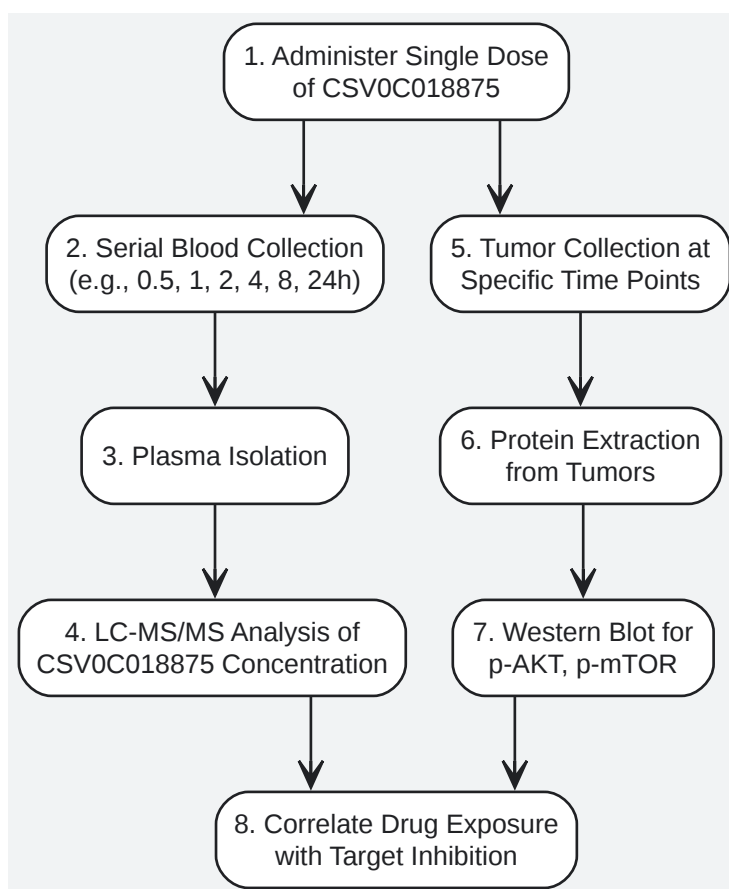 1. Administer Single Dose
of CSV0C018875
2. Serial Blood Collection
(e.g., 0.5, 1, 2, 4, 8, 24h)
5. Tumor Collection at
Specific Time Points
3. Plasma Isolation
6. Protein Extraction
from Tumors
4. LC-MS/MS Analysis of
CSV0C018875 Concentration
7. Western Blot for
p-AKT, p-mTOR
8. Correlate Drug Exposure
with Target Inhibition